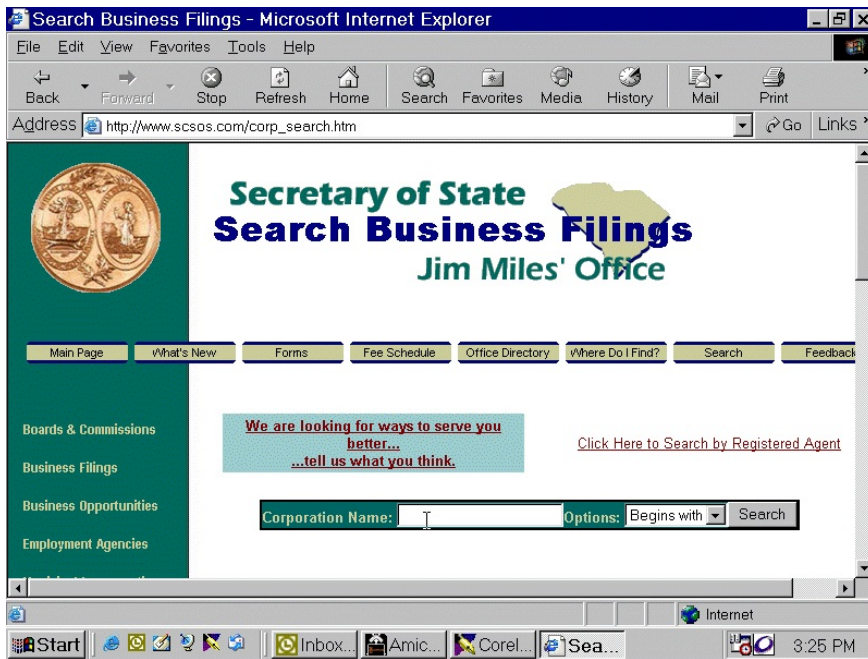 Search Business Filings - Microsoft Internet Explorer
File Edit View Favorites Tools Help
Back Forward Stop Refresh Home Search Favorites Media History Mail Print
Address http://www.scsos.com/corp_search.htm Go Links
Secretary of State
Search Business Filings
Jim Miles' Office
Main Page What's New Forms Fee Schedule Office Directory Where Do I Find? Search Feedback
We are looking for ways to serve you
better...
...tell us what you think.
Click Here to Search by Registered Agent
Boards & Commissions
Business Filings
Business Opportunities
Employment Agencies
Corporation Name: Options: Begins with Search
Internet
Start Inbox... Amic... Corel... Sea... 3:25 PM